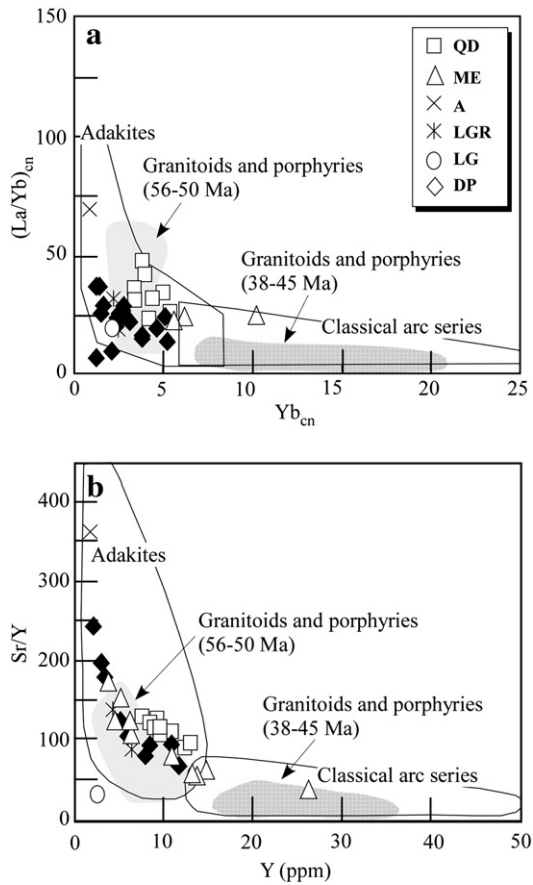 a
150
100
50
0
(La/Yb)cn
QD
ME
A
LGR
LG
DP
Adakites
Granitoids and porphyries
(56-50 Ma)
Granitoids and porphyries
(38-45 Ma)
Classical arc series
0 5 10 15 20 25
Ybcn
b
400
300
200
100
0
Sr/Y
Adakites
Granitoids and porphyries
(56-50 Ma)
Granitoids and porphyries
(38-45 Ma)
Classical arc series
0 10 20 30 40 50
Y (ppm)